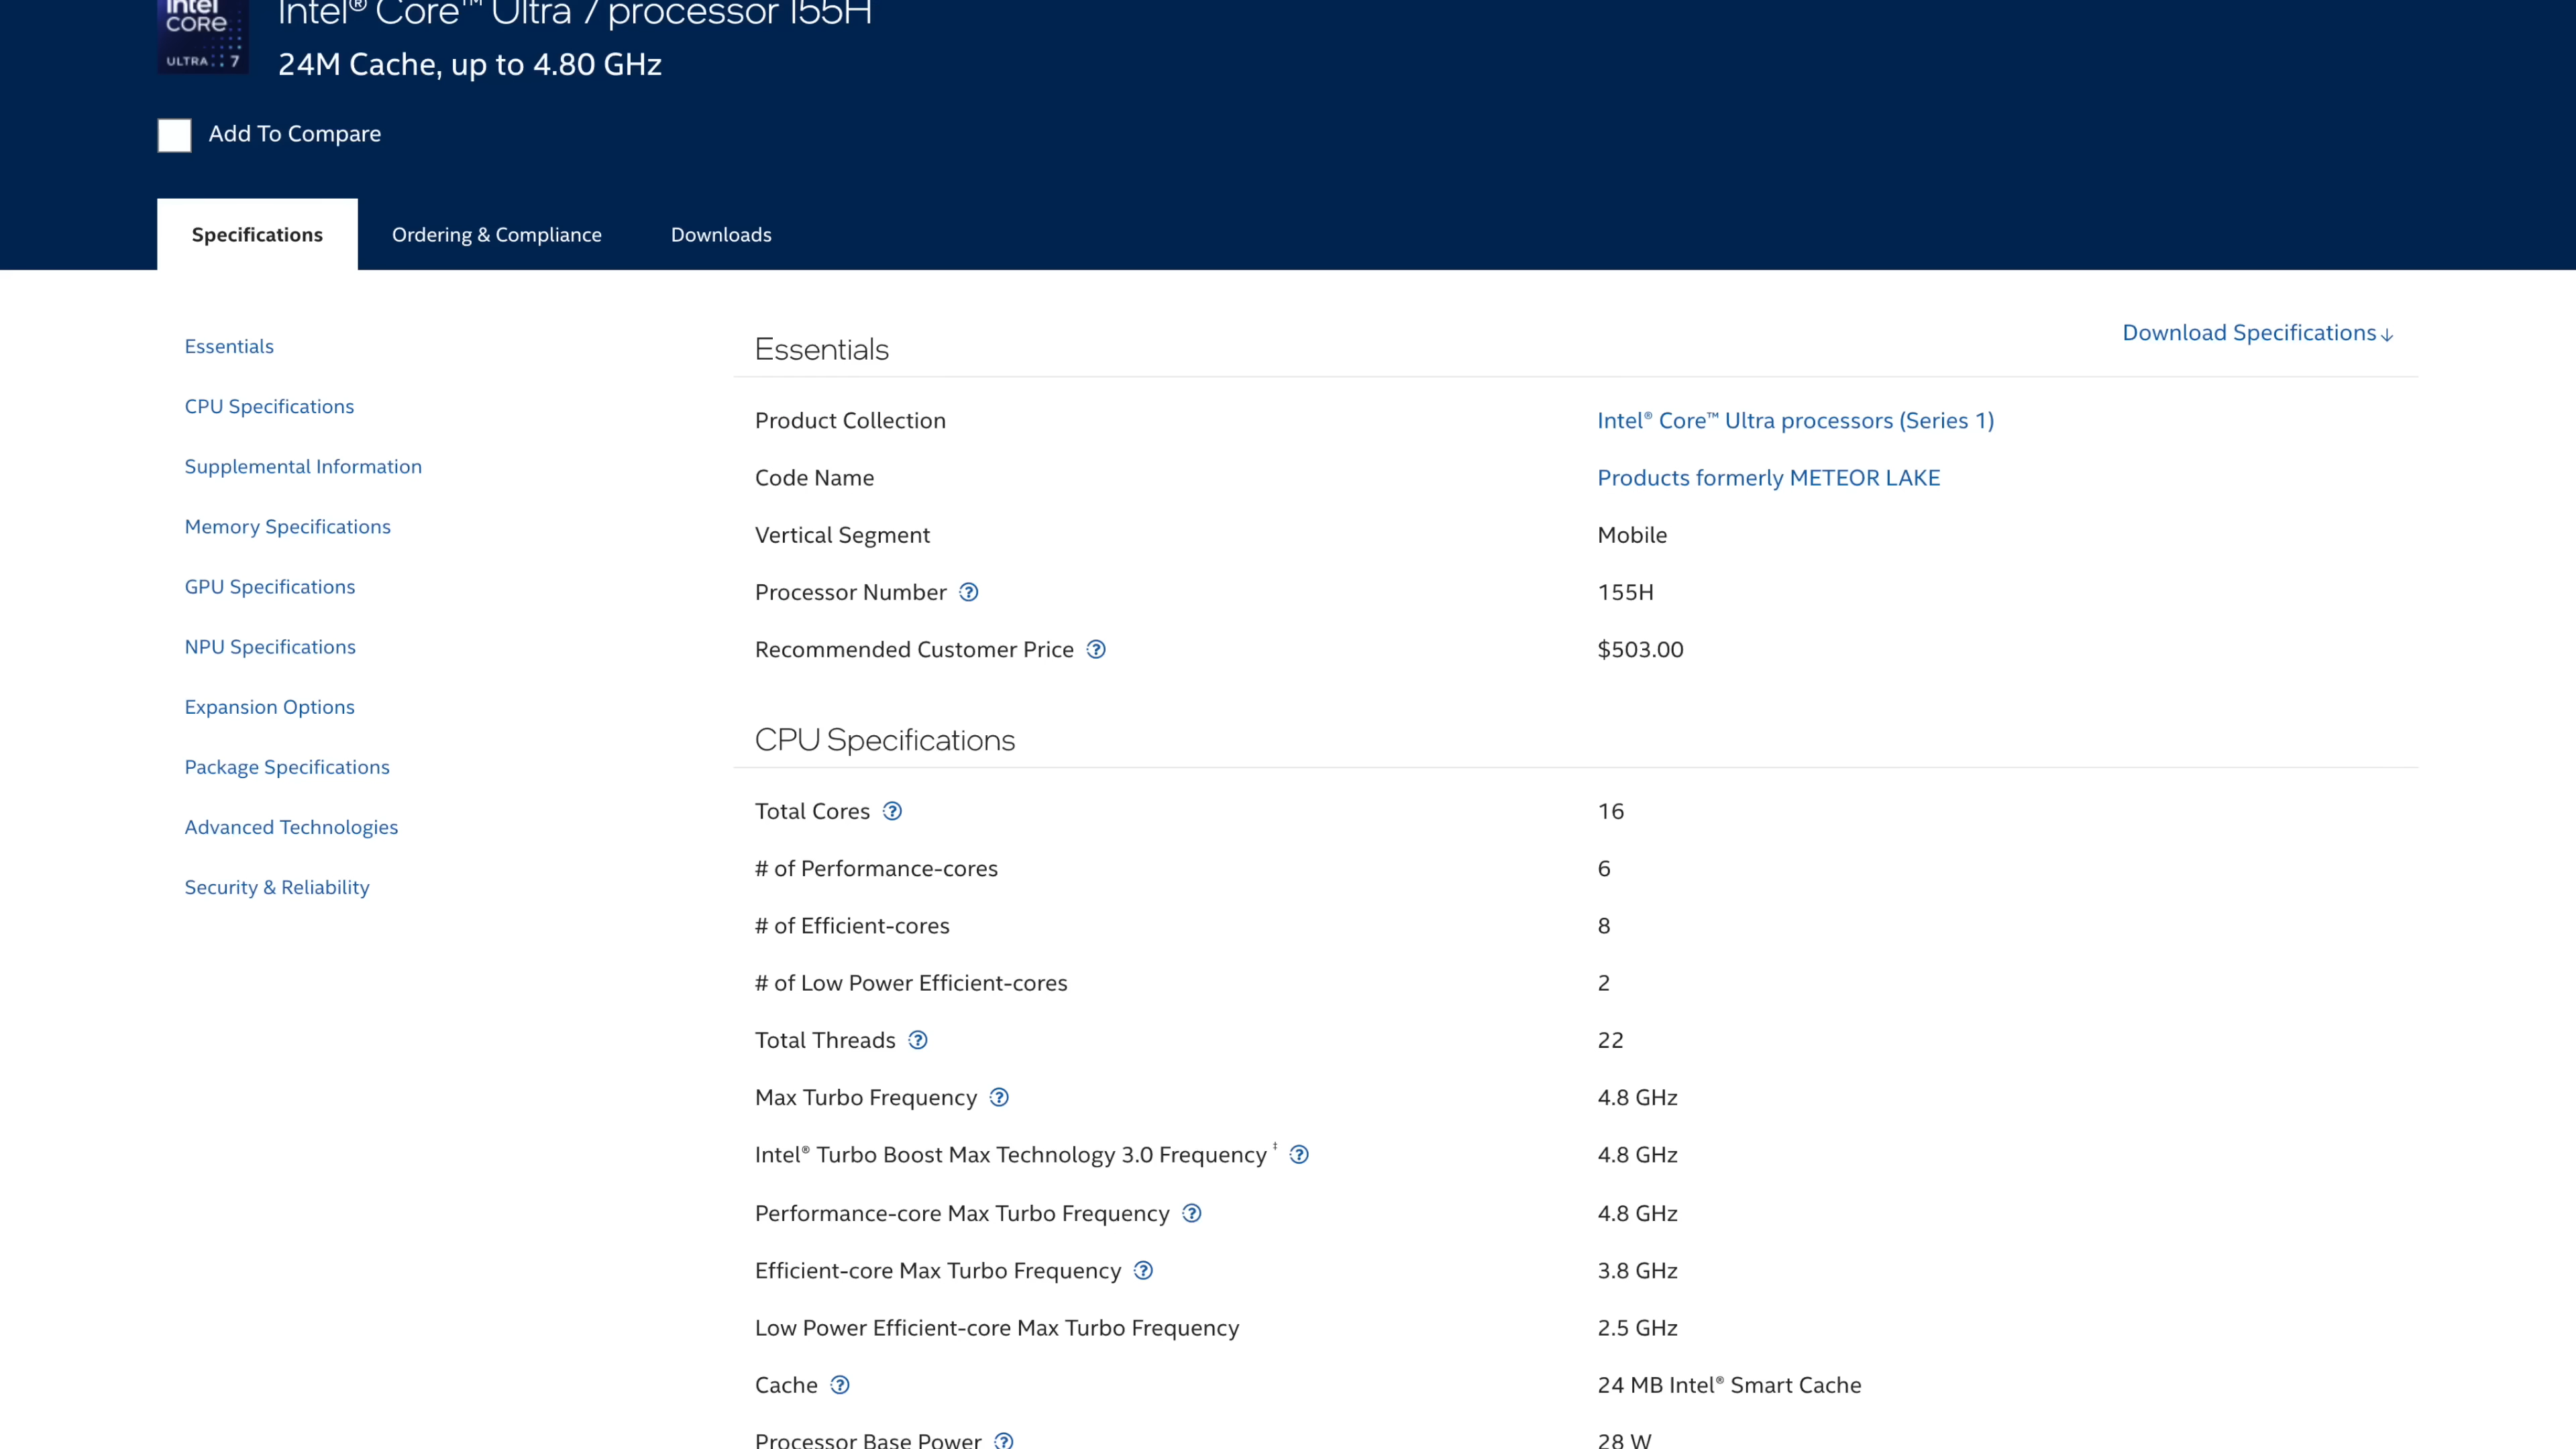 intel
CORE
ULTRA 7
Intel® Core™ Ultra 7 processor 155H
24M Cache, up to 4.80 GHz
Add To Compare
Specifications
Ordering & Compliance
Downloads
Essentials
CPU Specifications
Supplemental Information
Memory Specifications
GPU Specifications
NPU Specifications
Expansion Options
Package Specifications
Advanced Technologies
Security & Reliability
Essentials
Download Specifications↓
Product Collection Intel® Core™ Ultra processors (Series 1)
Code Name Products formerly METEOR LAKE
Vertical Segment Mobile
Processor Number ? 155H
Recommended Customer Price ? $503.00
CPU Specifications
Total Cores ? 16
# of Performance-cores 6
# of Efficient-cores 8
# of Low Power Efficient-cores 2
Total Threads ? 22
Max Turbo Frequency ? 4.8 GHz
Intel® Turbo Boost Max Technology 3.0 Frequency ‡ ? 4.8 GHz
Performance-core Max Turbo Frequency ? 4.8 GHz
Efficient-core Max Turbo Frequency ? 3.8 GHz
Low Power Efficient-core Max Turbo Frequency 2.5 GHz
Cache ? 24 MB Intel® Smart Cache
Processor Base Power ? 28 W